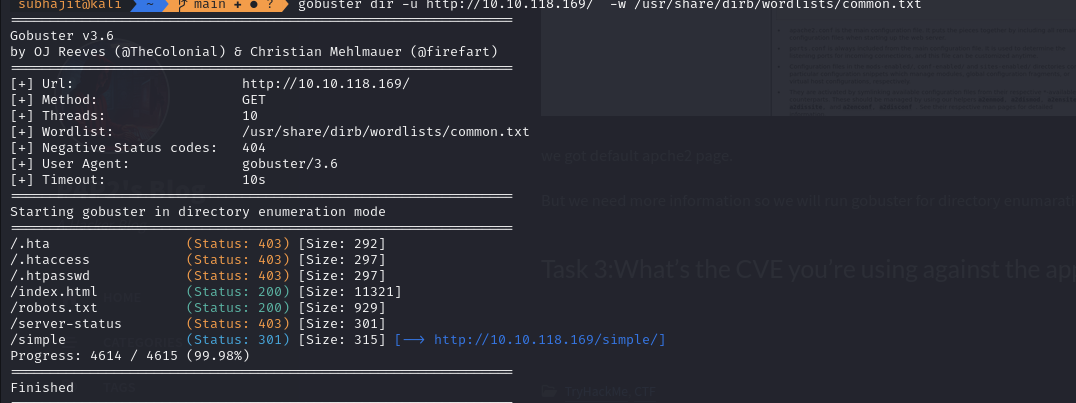 subhajit@kali ~ main + ● ? gobuster dir -u http://10.10.118.169/ -w /usr/share/dirb/wordlists/common.txt
Gobuster v3.6
by OJ Reeves (@TheColonial) & Christian Mehlmauer (@firefart)
[+] Url: http://10.10.118.169/
[+] Method: GET
[+] Threads: 10
[+] Wordlist: /usr/share/dirb/wordlists/common.txt
[+] Negative Status codes: 404
[+] User Agent: gobuster/3.6
[+] Timeout: 10s
Starting gobuster in directory enumeration mode
/.hta (Status: 403) [Size: 292]
/.htaccess (Status: 403) [Size: 297]
/.htpasswd (Status: 403) [Size: 297]
/index.html (Status: 200) [Size: 11321]
/robots.txt (Status: 200) [Size: 929]
/server-status (Status: 403) [Size: 301]
/simple (Status: 301) [Size: 315] [--> http://10.10.118.169/simple/]
Progress: 4614 / 4615 (99.98%)
Finished
we got default apche2 page
But we need more information so we will run gobuster for directory enumaration
Task 3:What's the CVE you're using against the app
TryHackMe, CTF